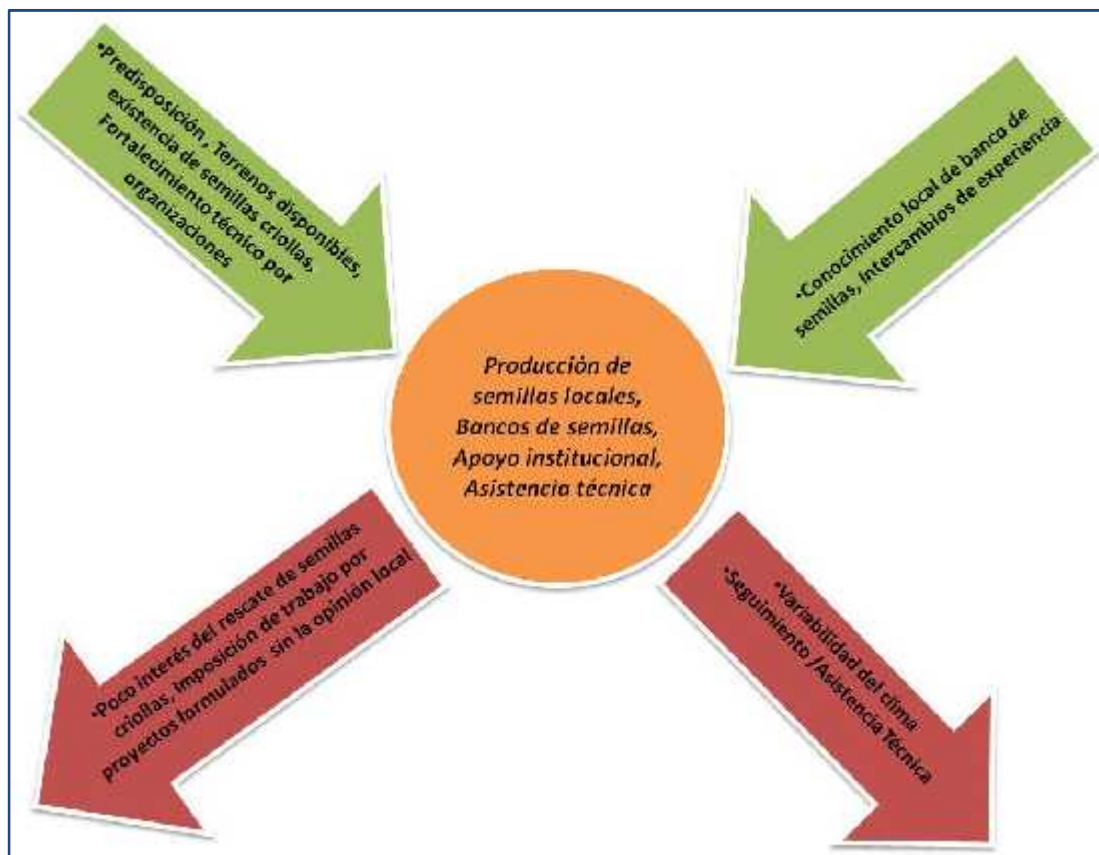 •Predisposición , Terrenos disponibles,
existencia de semillas criollas,
Fortalecimiento técnico por
organizaciones
•Conocimiento local de banco de
semillas, Intercambios de experiencia
Producción de
semillas locales,
Bancos de semillas,
Apoyo institucional,
Asistencia técnica
•Poco interés del rescate de semillas
criollas, Imposición de trabajo por
proyectos formulados sin la opinión local
•Variabilidad del clima
•Seguimiento /Asistencia Técnica